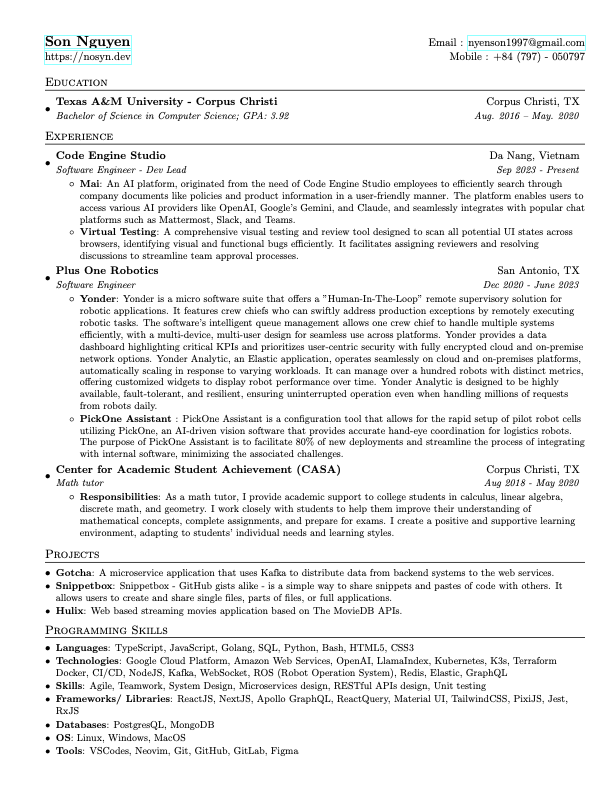 Son Nguyen
Email : nyenson1997@gmail.com
https://nosyn.dev
Mobile : +84 (797) - 050797
Education
• Texas A&M University - Corpus Christi
Corpus Christi, TX
Bachelor of Science in Computer Science; GPA: 3.92
Aug. 2016 – May. 2020
Experience
• Code Engine Studio
Da Nang, Vietnam
Software Engineer - Dev Lead
Sep 2023 - Present
◦ Mai: An AI platform, originated from the need of Code Engine Studio employees to efficiently search through
company documents like policies and product information in a user-friendly manner. The platform enables users to
access various AI providers like OpenAI, Google's Gemini, and Claude, and seamlessly integrates with popular chat
platforms such as Mattermost, Slack, and Teams.
◦ Virtual Testing: A comprehensive visual testing and review tool designed to scan all potential UI states across
browsers, identifying visual and functional bugs efficiently. It facilitates assigning reviewers and resolving
discussions to streamline team approval processes.
• Plus One Robotics
San Antonio, TX
Software Engineer
Dec 2020 - June 2023
◦ Yonder: Yonder is a micro software suite that offers a "Human-In-The-Loop" remote supervisory solution for
robotic applications. It features crew chiefs who can swiftly address production exceptions by remotely executing
robotic tasks. The software's intelligent queue management allows one crew chief to handle multiple systems
efficiently, with a multi-device, multi-user design for seamless use across platforms. Yonder provides a data
dashboard highlighting critical KPIs and prioritizes user-centric security with fully encrypted cloud and on-premise
network options. Yonder Analytic, an Elastic application, operates seamlessly on cloud and on-premises platforms,
automatically scaling in response to varying workloads. It can manage over a hundred robots with distinct metrics,
offering customized widgets to display robot performance over time. Yonder Analytic is designed to be highly
available, fault-tolerant, and resilient, ensuring uninterrupted operation even when handling millions of requests
from robots daily.
◦ PickOne Assistant : PickOne Assistant is a configuration tool that allows for the rapid setup of pilot robot cells
utilizing PickOne, an AI-driven vision software that provides accurate hand-eye coordination for logistics robots.
The purpose of PickOne Assistant is to facilitate 80% of new deployments and streamline the process of integrating
with internal software, minimizing the associated challenges.
• Center for Academic Student Achievement (CASA)
Corpus Christi, TX
Math tutor
Aug 2018 - May 2020
◦ Responsibilities: As a math tutor, I provide academic support to college students in calculus, linear algebra,
discrete math, and geometry. I work closely with students to help them improve their understanding of
mathematical concepts, complete assignments, and prepare for exams. I create a positive and supportive learning
environment, adapting to students' individual needs and learning styles.
Projects
• Gotcha: A microservice application that uses Kafka to distribute data from backend systems to the web services.
• Snippetbox: Snippetbox - GitHub gists alike - is a simple way to share snippets and pastes of code with others. It
allows users to create and share single files, parts of files, or full applications.
• Hulix: Web based streaming movies application based on The MovieDB APIs.
Programming Skills
• Languages: TypeScript, JavaScript, Golang, SQL, Python, Bash, HTML5, CSS3
• Technologies: Google Cloud Platform, Amazon Web Services, OpenAI, LlamaIndex, Kubernetes, K3s, Terraform
Docker, CI/CD, NodeJS, Kafka, WebSocket, ROS (Robot Operation System), Redis, Elastic, GraphQL
• Skills: Agile, Teamwork, System Design, Microservices design, RESTful APIs design, Unit testing
• Frameworks/ Libraries: ReactJS, NextJS, Apollo GraphQL, ReactQuery, Material UI, TailwindCSS, PixiJS, Jest,
RxJS
• Databases: PostgresQL, MongoDB
• OS: Linux, Windows, MacOS
• Tools: VSCodes, Neovim, Git, GitHub, GitLab, Figma